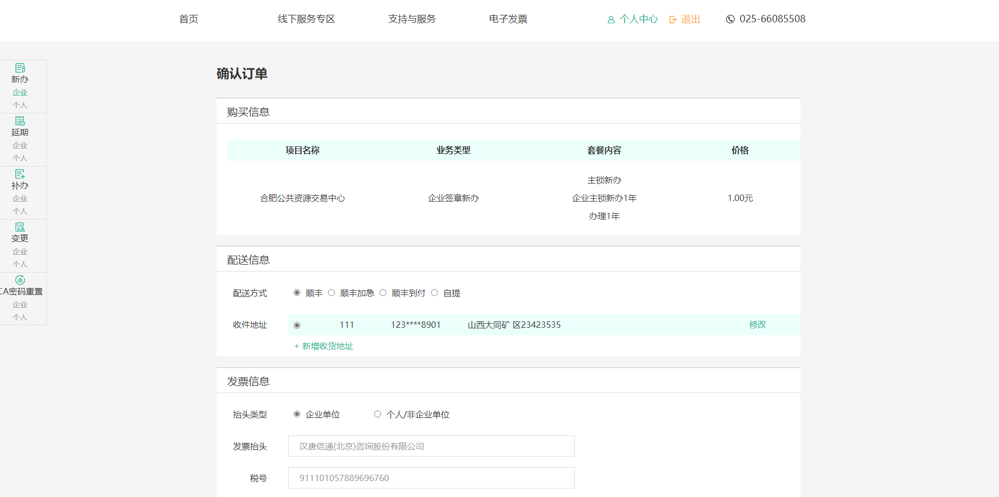 首页 线下服务专区 支持与服务 电子发票 个人中心 退出 025-66085508
新办
企业
个人
延期
企业
个人
补办
企业
个人
变更
企业
个人
CA密码重置
企业
个人
确认订单
购买信息
项目名称 业务类型 套餐内容 价格
主锁新办
合肥公共资源交易中心 企业签章新办 企业主锁新办1年 1.00元
办理1年
配送信息
配送方式 顺丰 顺丰加急 顺丰到付 自提
收件地址 111 123****8901 山西大同矿 区23423535 修改
+ 新增收货地址
发票信息
抬头类型 企业单位 个人/非企业单位
发票抬头 汉唐信通(北京)咨询股份有限公司
税号 911101057889696760